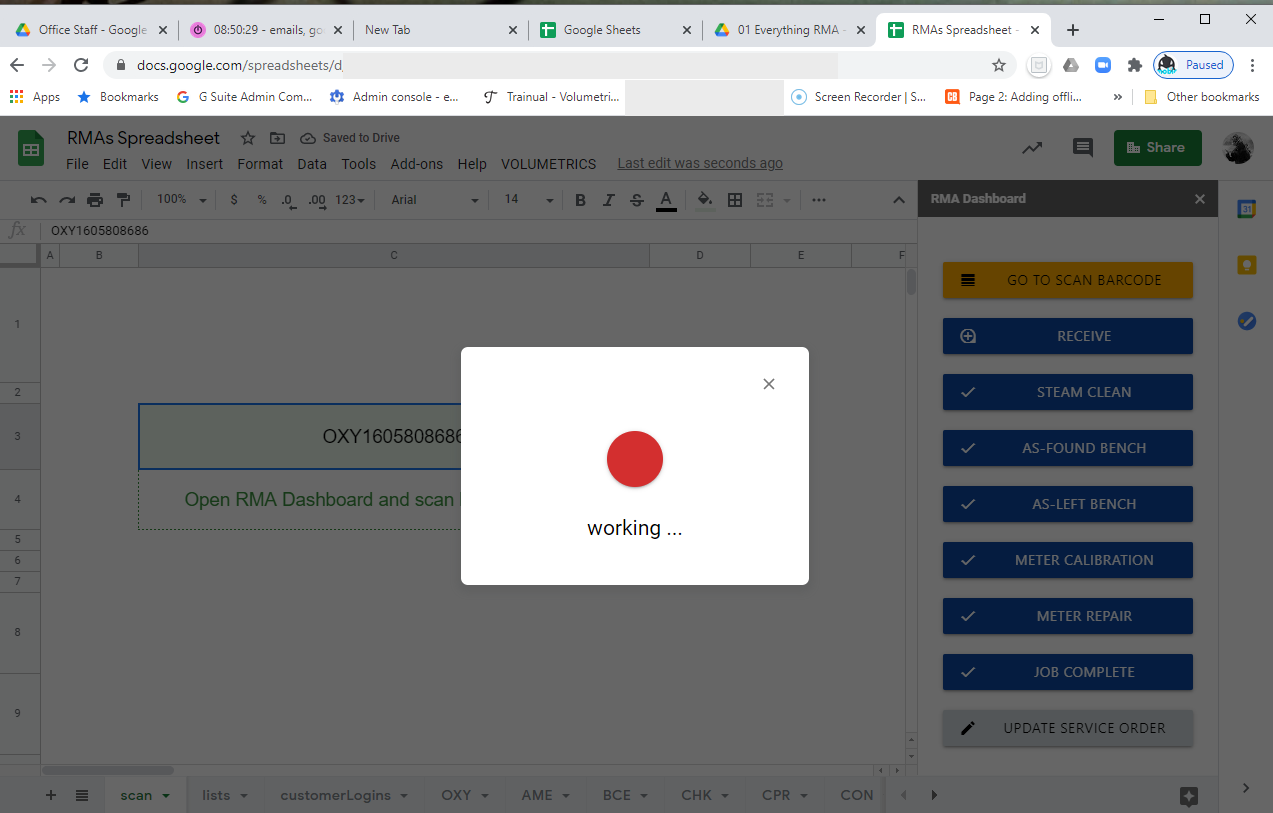 Office Staff - Google
08:50:29 - emails, go
New Tab
Google Sheets
01 Everything RMA -
RMAs Spreadsheet -
docs.google.com/spreadsheets/d
Paused
Apps
Bookmarks
G Suite Admin Com...
Admin console - e...
Trainual - Volumetri...
Screen Recorder | S...
Page 2: Adding offli...
»
Other bookmarks
RMAs Spreadsheet
Saved to Drive
File Edit View Insert Format Data Tools Add-ons Help VOLUMETRICS Last edit was seconds ago
Share
100% $ % .0 .00 123 Arial 14 B I S A ...
RMA Dashboard
fx OXY1605808686
A B C D E F
1
2
3
4
5
6
7
8
9
OXY1605808686
Open RMA Dashboard and scan
working ...
GO TO SCAN BARCODE
RECEIVE
STEAM CLEAN
AS-FOUND BENCH
AS-LEFT BENCH
METER CALIBRATION
METER REPAIR
JOB COMPLETE
UPDATE SERVICE ORDER
31
+ scan lists customerLogins OXY AME BCE CHK CPR CON